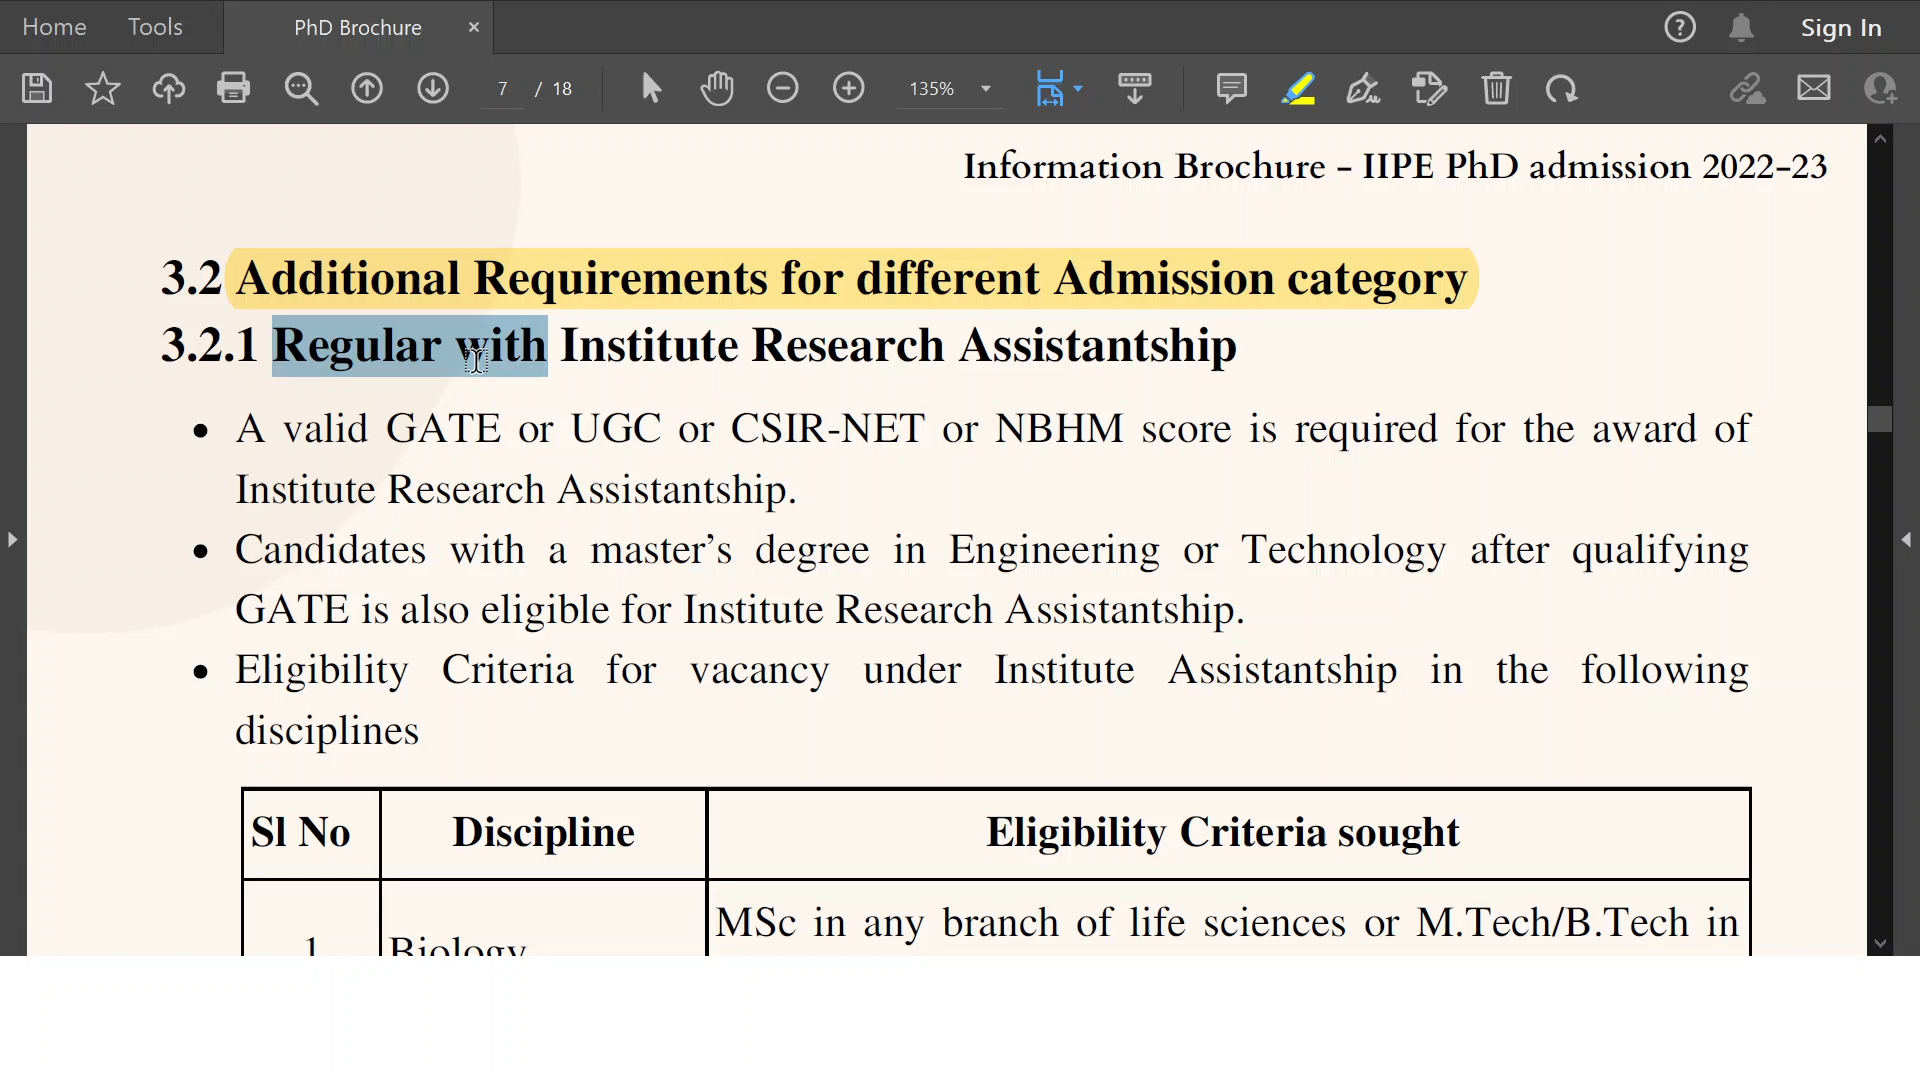 Home Tools PhD Brochure × Sign In
7 / 18 135%
Information Brochure – IIPE PhD admission 2022-23
3.2 Additional Requirements for different Admission category
3.2.1 Regular with Institute Research Assistantship
• A valid GATE or UGC or CSIR-NET or NBHM score is required for the award of
Institute Research Assistantship.
• Candidates with a master’s degree in Engineering or Technology after qualifying
GATE is also eligible for Institute Research Assistantship.
• Eligibility Criteria for vacancy under Institute Assistantship in the following
disciplines
Sl No Discipline Eligibility Criteria sought
MSc in any branch of life sciences or M.Tech/B.Tech in
1 Biology